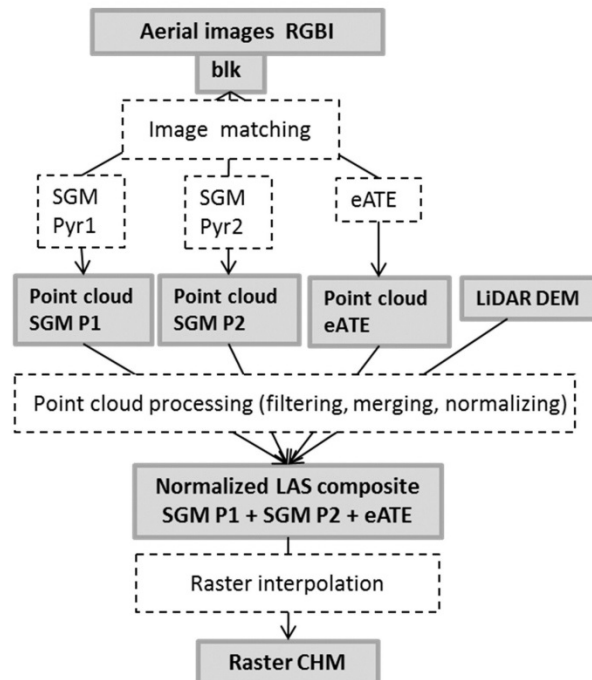 Aerial images RGBI
blk
Image matching
SGM
Pyr1
SGM
Pyr2
eATE
Point cloud
SGM P1
Point cloud
SGM P2
Point cloud
eATE
LiDAR DEM
Point cloud processing (filtering, merging, normalizing)
Normalized LAS composite
SGM P1 + SGM P2 + eATE
Raster interpolation
Raster CHM